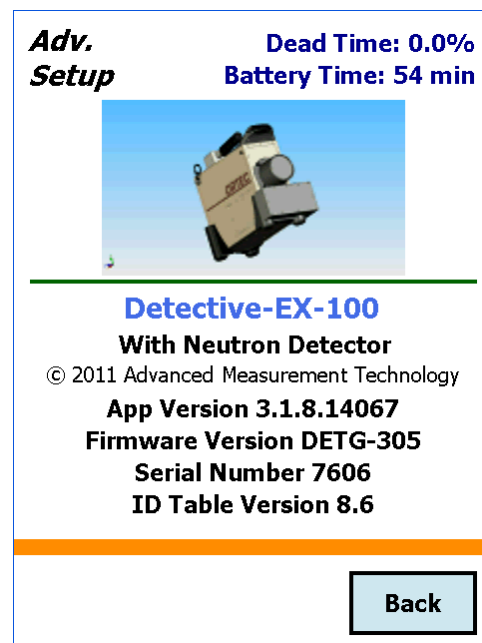 Adv.
Setup
Dead Time: 0.0%
Battery Time: 54 min
ORTEC
Detective-EX-100
With Neutron Detector
© 2011 Advanced Measurement Technology
App Version 3.1.8.14067
Firmware Version DETG-305
Serial Number 7606
ID Table Version 8.6
Back